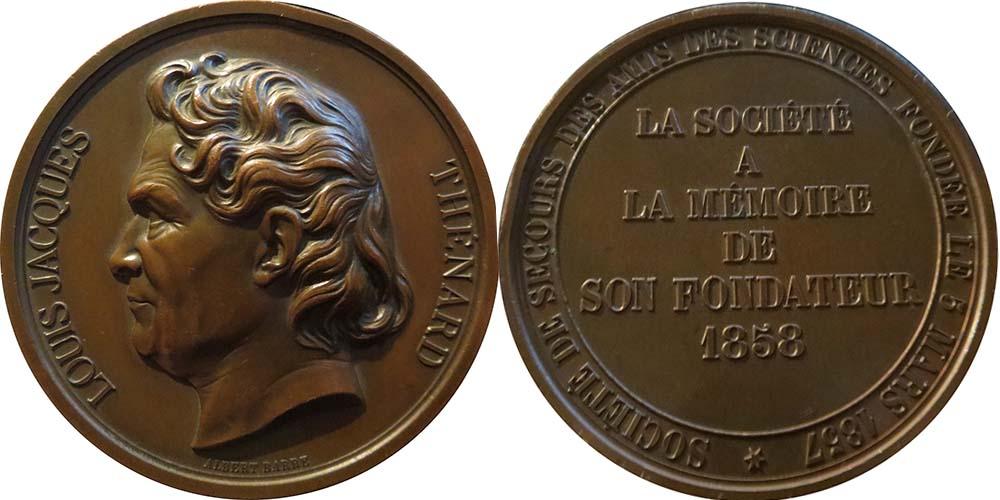 LOUIS JACQUES
THÉNARD
ALBERT BARRE
SOCIÉTÉ DE SECOURS DES AMIS DES SCIENCES FONDÉE LE 5 MARS 1857
LA SOCIÉTÉ
A
LA MÉMOIRE
DE
SON FONDATEUR
1858